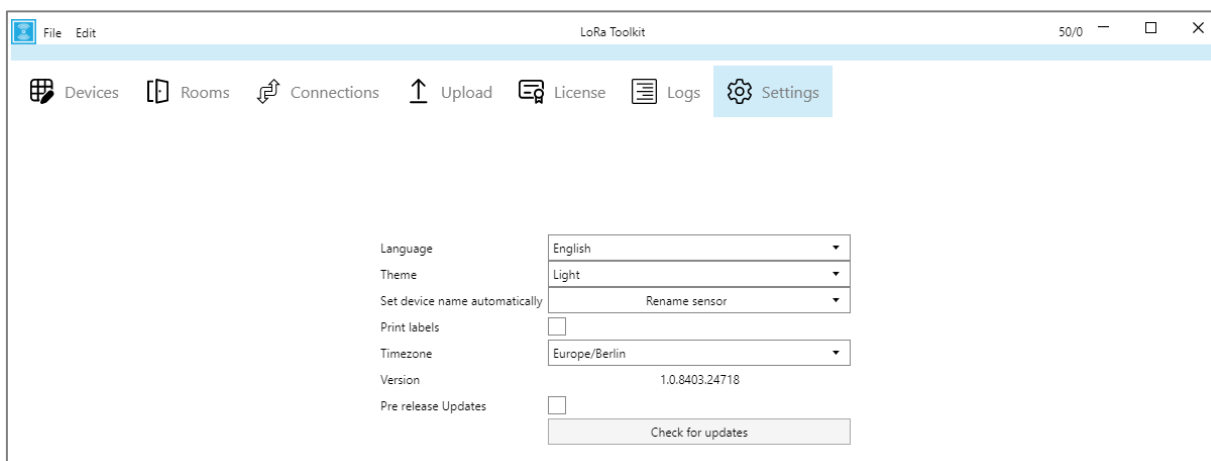 File Edit LoRa Toolkit 50/0
Devices Rooms Connections Upload License Logs Settings
Language English
Theme Light
Set device name automatically Rename sensor
Print labels
Timezone Europe/Berlin
Version 1.0.8403.24718
Pre release Updates
Check for updates